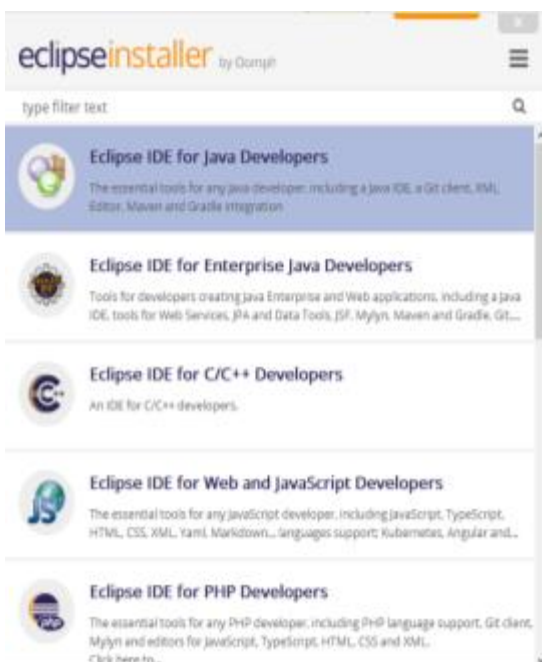 eclipseinstaller by Oomph
type filter text
Eclipse IDE for Java Developers
The essential tools for any Java developer, including a Java IDE, a Git client, XML
Editor, Maven and Gradle integration
Eclipse IDE for Enterprise Java Developers
Tools for developers creating Java Enterprise and Web applications, including a Java
IDE, tools for Web Services, JPA and Data Tools, JSF, Mylyn, Maven and Gradle, Git,...
Eclipse IDE for C/C++ Developers
C++
An IDE for C/C++ developers.
Eclipse IDE for Web and JavaScript Developers
JS
The essential tools for any JavaScript developer, including JavaScript, TypeScript,
HTML, CSS, XML, Yaml, Markdown... languages support; Kubernetes, Angular and...
Eclipse IDE for PHP Developers
php
The essential tools for any PHP developer, including PHP language support, Git client,
Mylyn and editors for JavaScript, TypeScript, HTML, CSS and XML.
Click here to...